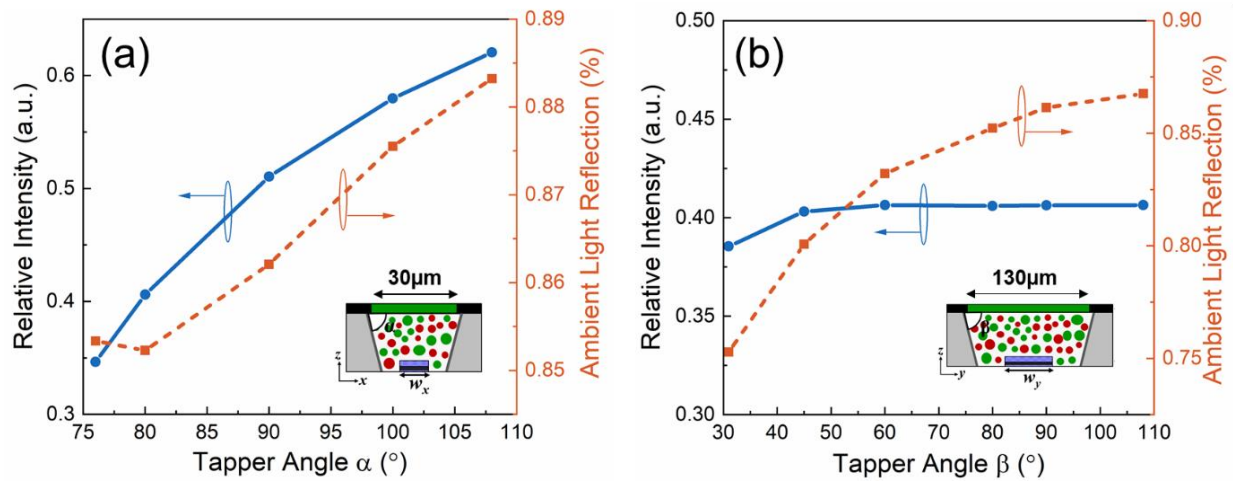 (a)
Relative Intensity (a.u.)
0.6
0.5
0.4
0.3
75 80 85 90 95 100 105 110
Tapper Angle α (°)
0.89
0.88
0.87
0.86
0.85
Ambient Light Reflection (%)
30μm
α
z
x
wx
(b)
Relative Intensity (a.u.)
0.50
0.45
0.40
0.35
0.30
30 40 50 60 70 80 90 100 110
Tapper Angle β (°)
0.90
0.85
0.80
0.75
Ambient Light Reflection (%)
130μm
β
z
y
wy